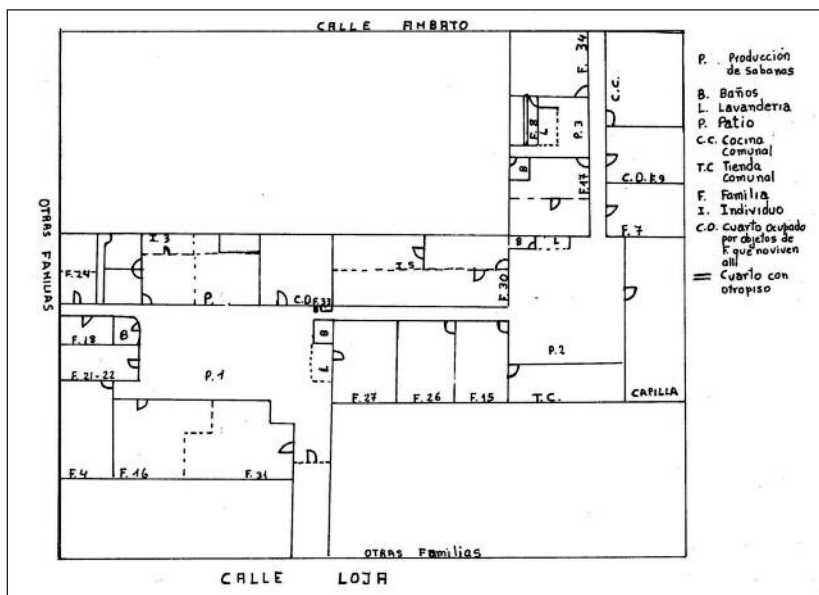 CALLE AMBATO
F. 34
C.C.
F. 8
L
P. 3
B
F.17
C.O. F.9
F. 7
OTRAS FAMILIAS
I. 3
F. 24
P.
C.O F.33
I. 5
F. 30
B
L
B
F. 18
B
F. 21-22
P. 1
L
P. 2
F. 27
F. 26
F. 15
T.C.
CAPILLA
F. 4
F. 16
F. 31
OTRAS Familias
CALLE LOJA
P. . Producción
de sabanas
B. Baños
L. Lavanderia
P. Patio
C.C. Cocina
comunal
T.C Tienda
comunal
F. Familia
I. Individuo
C.O. Cuarto ocupado
por objetos de
F. que no viven
alli
= Cuarto con
otro piso